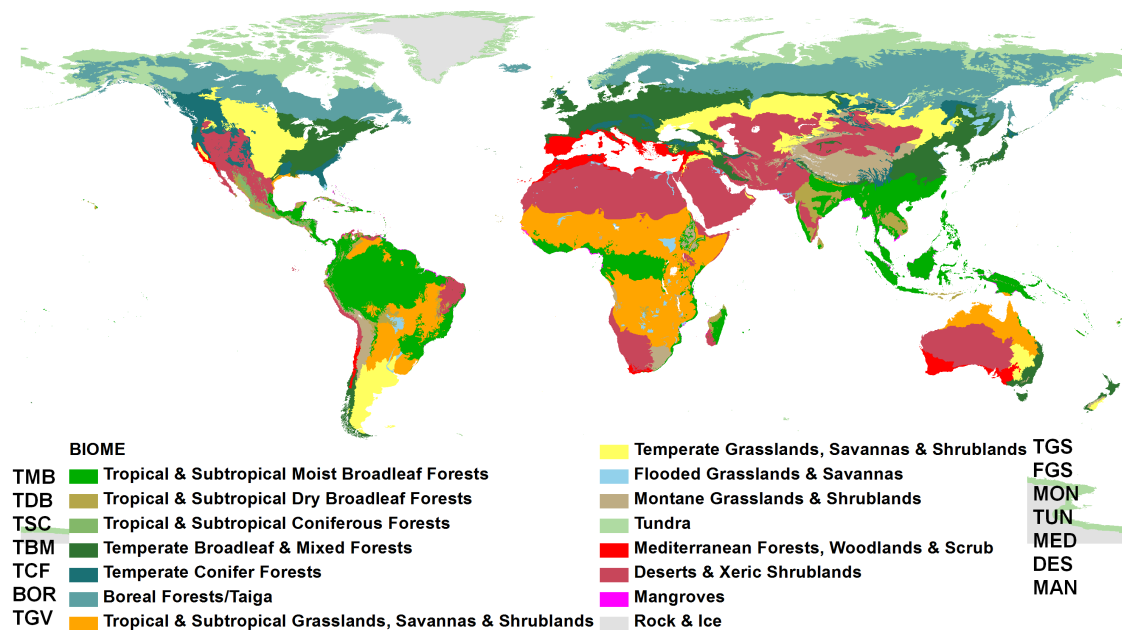 BIOME
TMB Tropical & Subtropical Moist Broadleaf Forests
TDB Tropical & Subtropical Dry Broadleaf Forests
TSC Tropical & Subtropical Coniferous Forests
TBM Temperate Broadleaf & Mixed Forests
TCF Temperate Conifer Forests
BOR Boreal Forests/Taiga
TGV Tropical & Subtropical Grasslands, Savannas & Shrublands
Temperate Grasslands, Savannas & Shrublands TGS
Flooded Grasslands & Savannas FGS
Montane Grasslands & Shrublands MON
Tundra TUN
Mediterranean Forests, Woodlands & Scrub MED
Deserts & Xeric Shrublands DES
Mangroves MAN
Rock & Ice